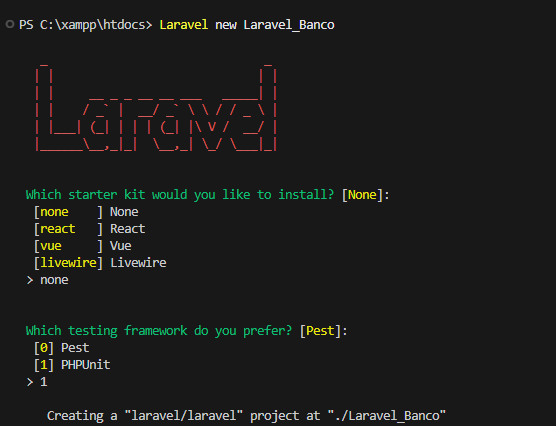 PS C:\xampp\htdocs> Laravel new Laravel_Banco
Laravel
Which starter kit would you like to install? [None]:
[none    ] None
[react   ] React
[vue     ] Vue
[livewire] Livewire
> none
Which testing framework do you prefer? [Pest]:
[0] Pest
[1] PHPUnit
> 1
Creating a "laravel/laravel" project at "./Laravel_Banco"